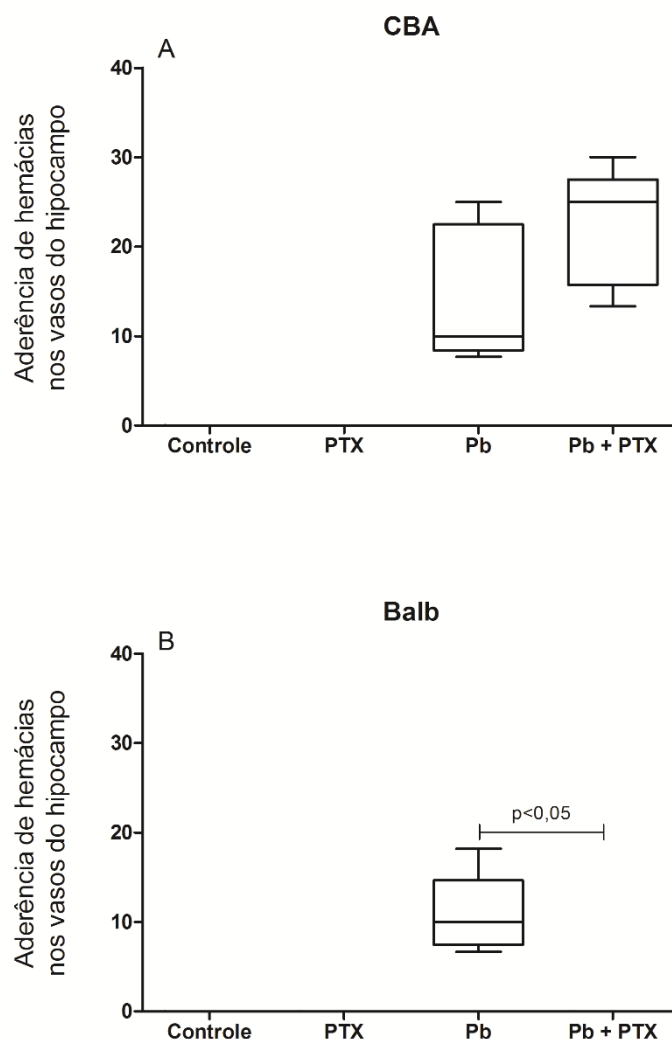 CBA
A
Aderência de hemácias
nos vasos do hipocampo
40
30
20
10
0
Controle PTX Pb Pb + PTX
Balb
B
Aderência de hemácias
nos vasos do hipocampo
40
30
20
10
0
p<0,05
Controle PTX Pb Pb + PTX